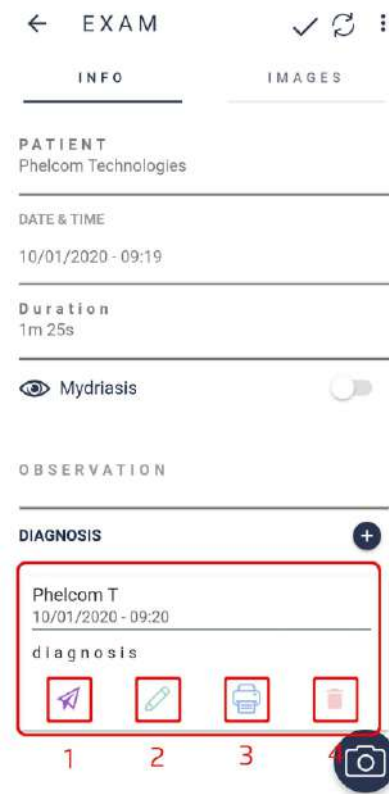 EXAM
INFO IMAGES
PATIENT
Phelcom Technologies
DATE & TIME
10/01/2020 - 09:19
Duration
1m 25s
Mydriasis
OBSERVATION
DIAGNOSIS
Phelcom T
10/01/2020 - 09:20
diagnosis
1 2 3 4